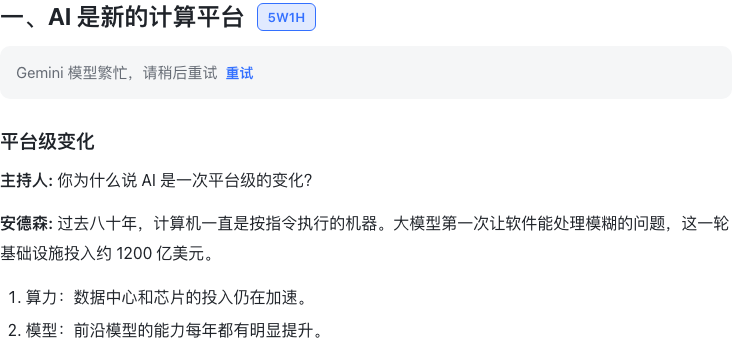 一、AI 是新的计算平台 5W1H
Gemini 模型繁忙，请稍后重试 重试
平台级变化
主持人: 你为什么说 AI 是一次平台级的变化?
安德森: 过去八十年，计算机一直是按指令执行的机器。大模型第一次让软件能处理模糊的问题，这一轮
基础设施投入约 1200 亿美元。
1. 算力：数据中心和芯片的投入仍在加速。
2. 模型：前沿模型的能力每年都有明显提升。